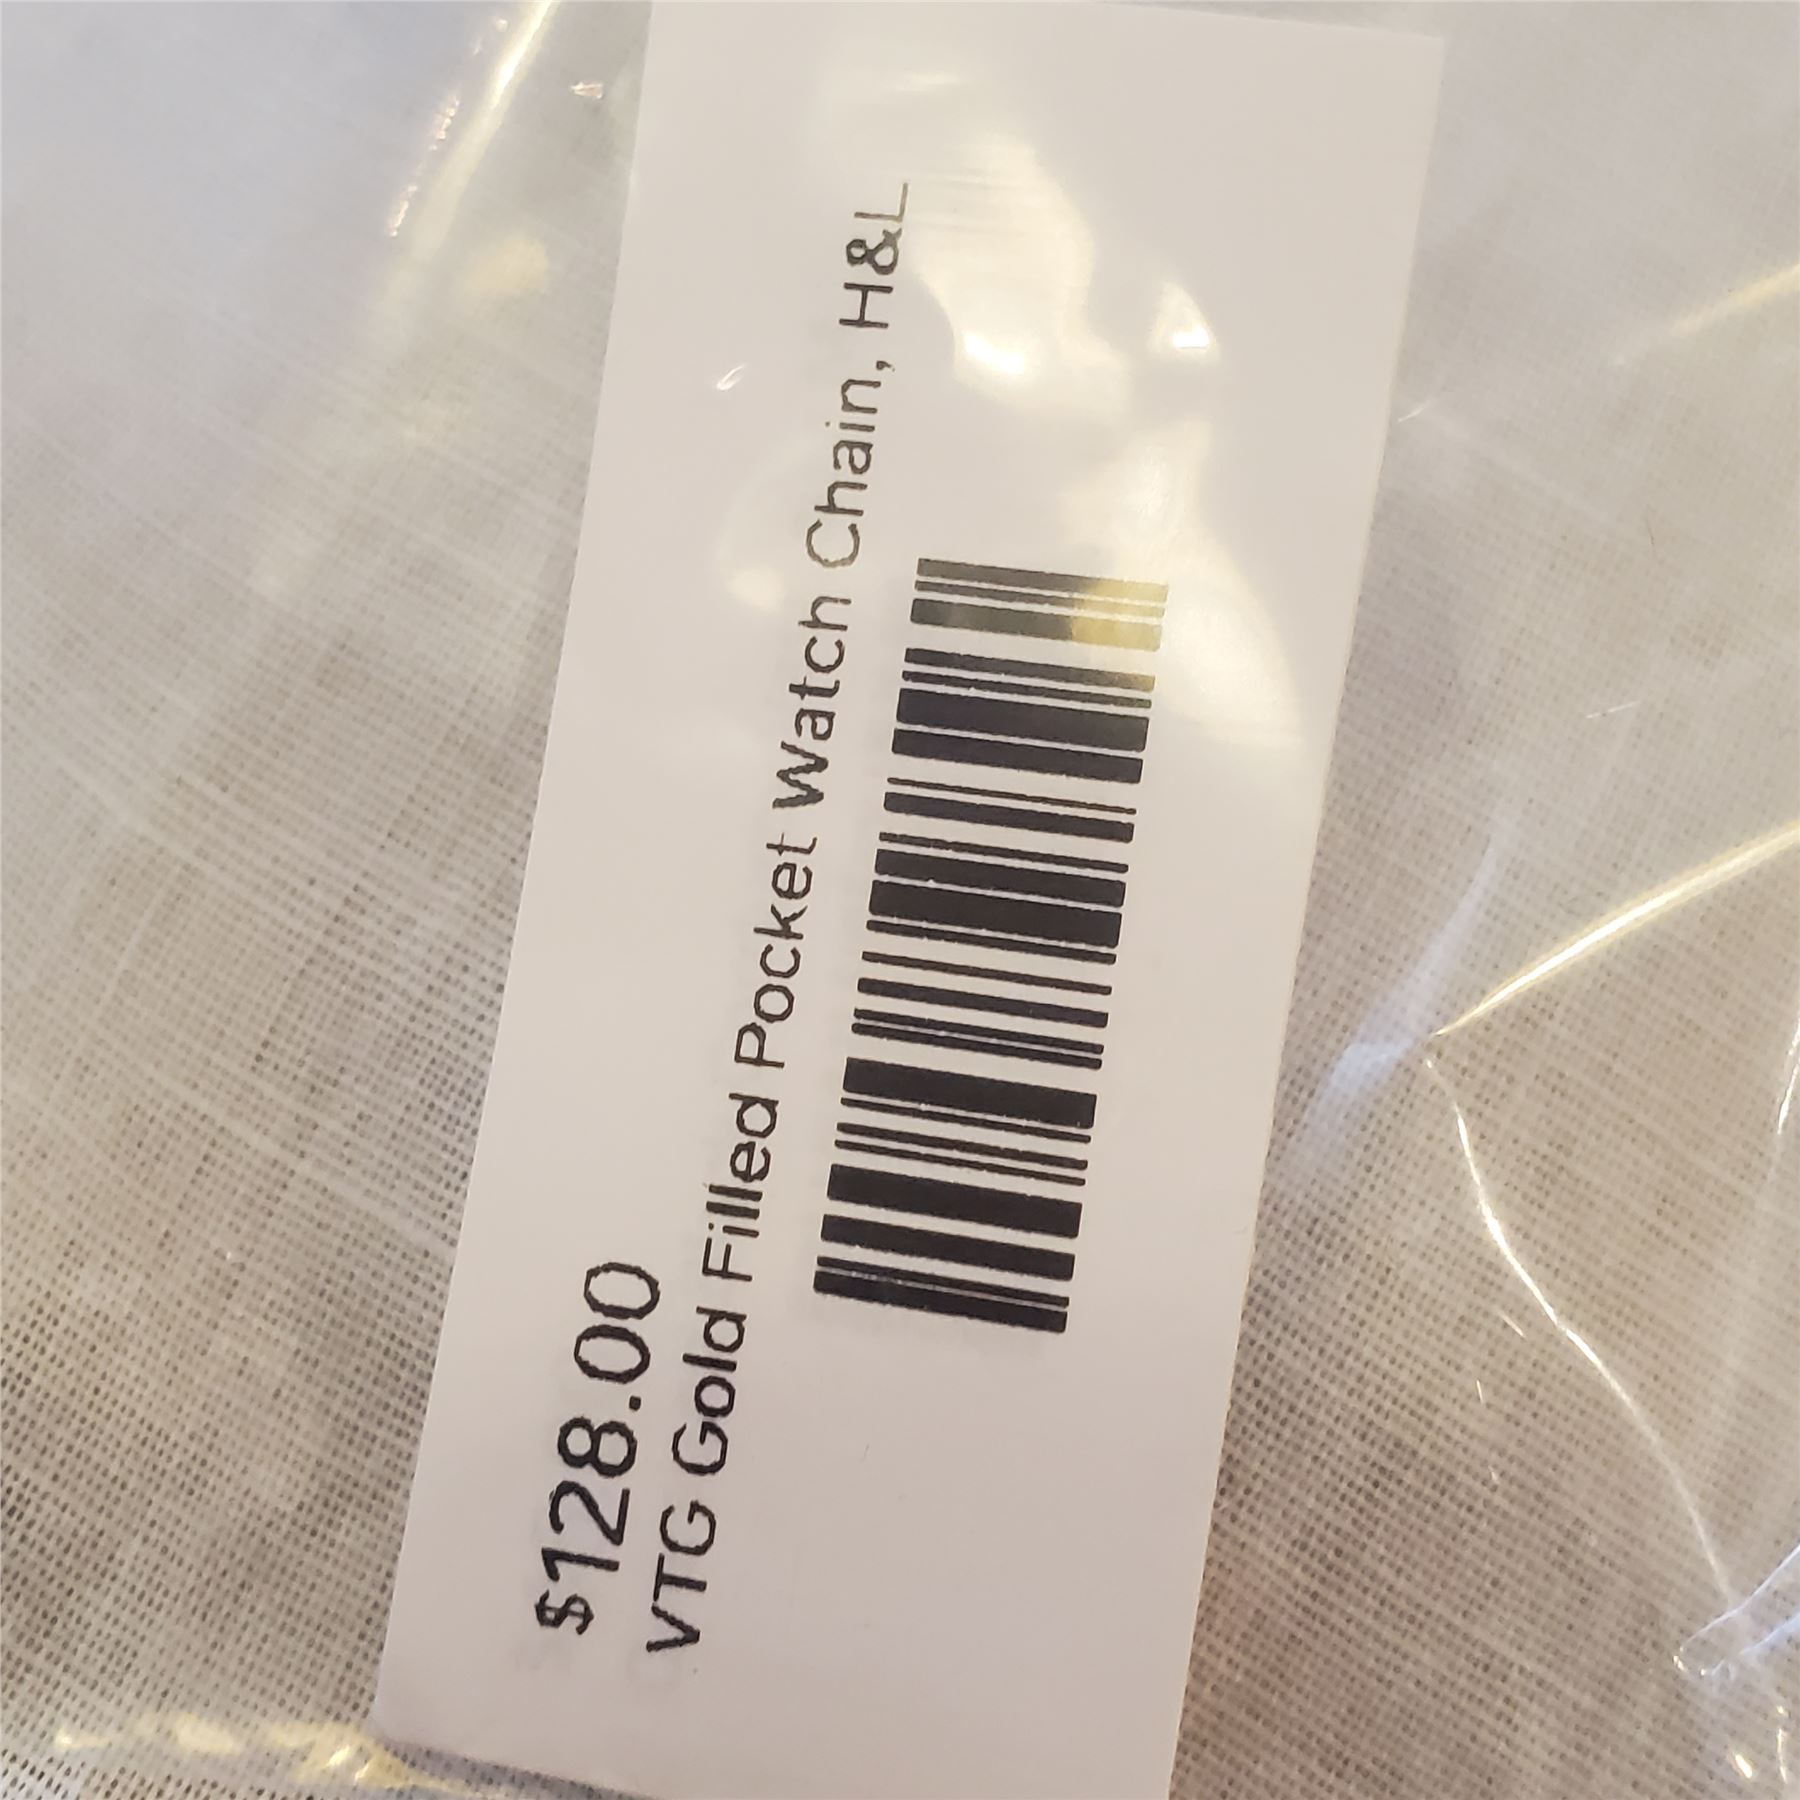 $128.00
VTG Gold Filled Pocket Watch Chain, H&L